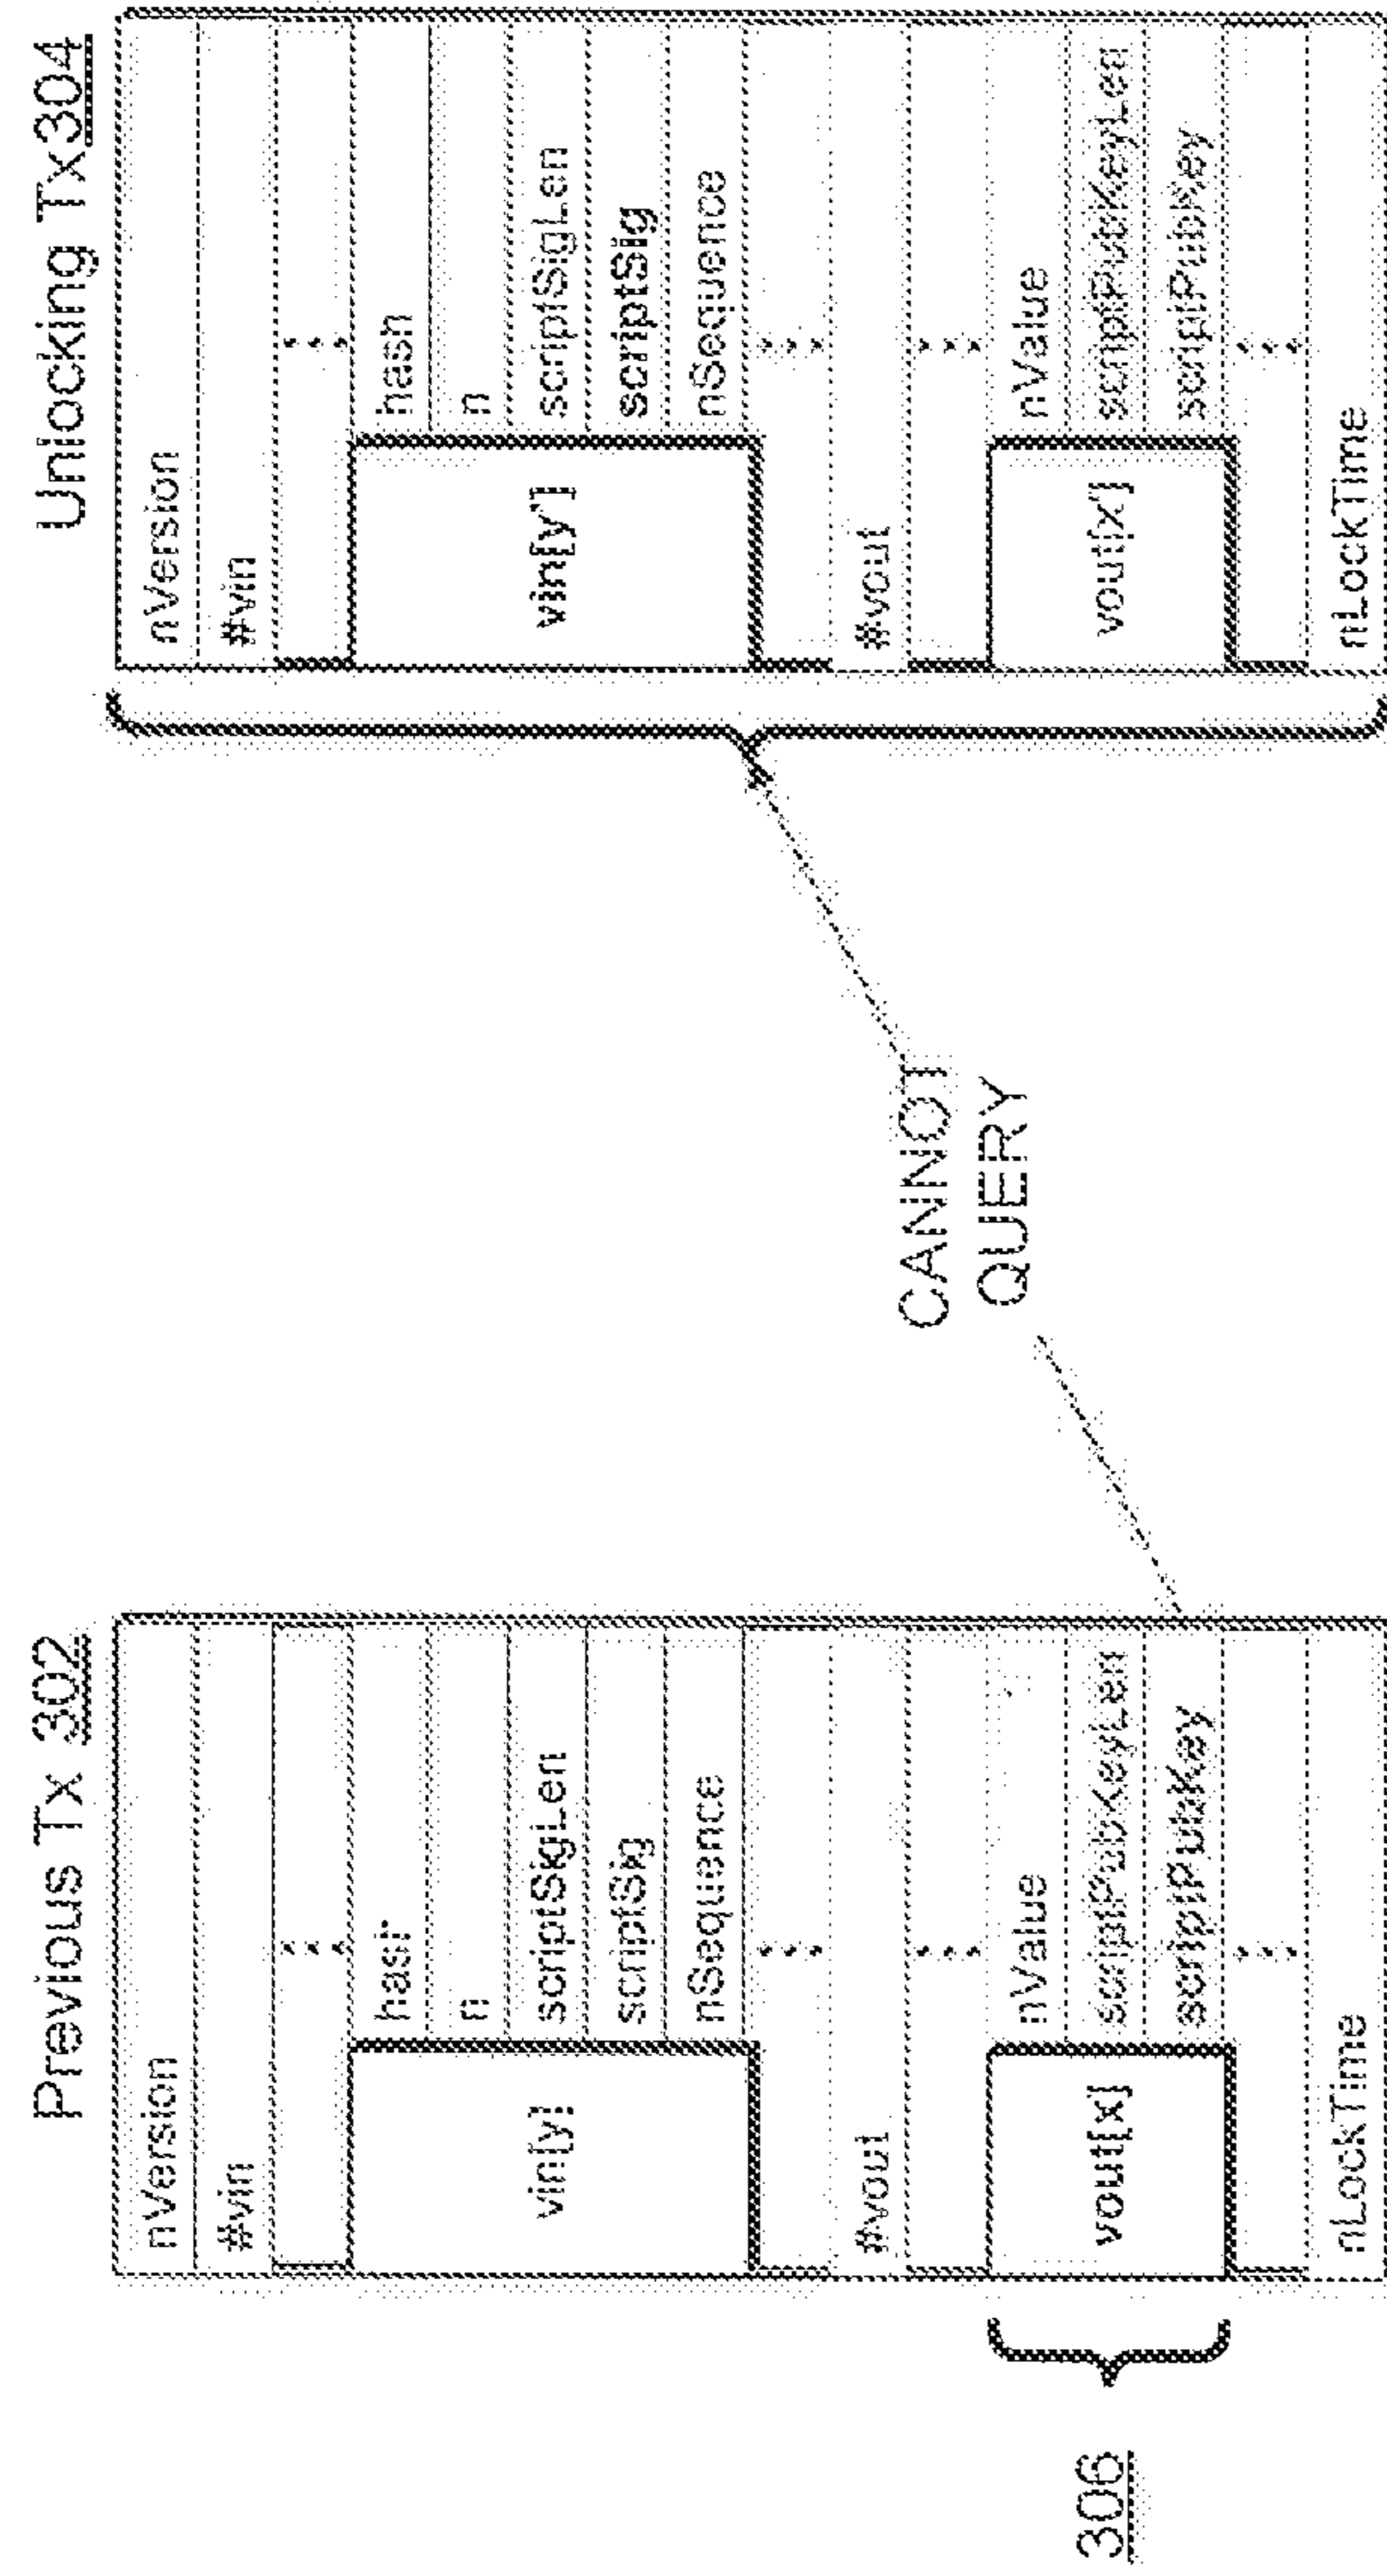 Previous Tx 302
nVersion
#vin
vin[y]
hash
n
scriptSigLen
scriptSig
nSequence
#vout
vout[x]
nValue
scriptPubKeyLen
scriptPubKey
nLockTime
306
CANNOT
QUERY
Unlocking Tx304
nVersion
#vin
vin[y']
hash
n
scriptSigLen
scriptSig
nSequence
#vout
vout[x']
nValue
scriptPubKeyLen
scriptPubKey
nLockTime